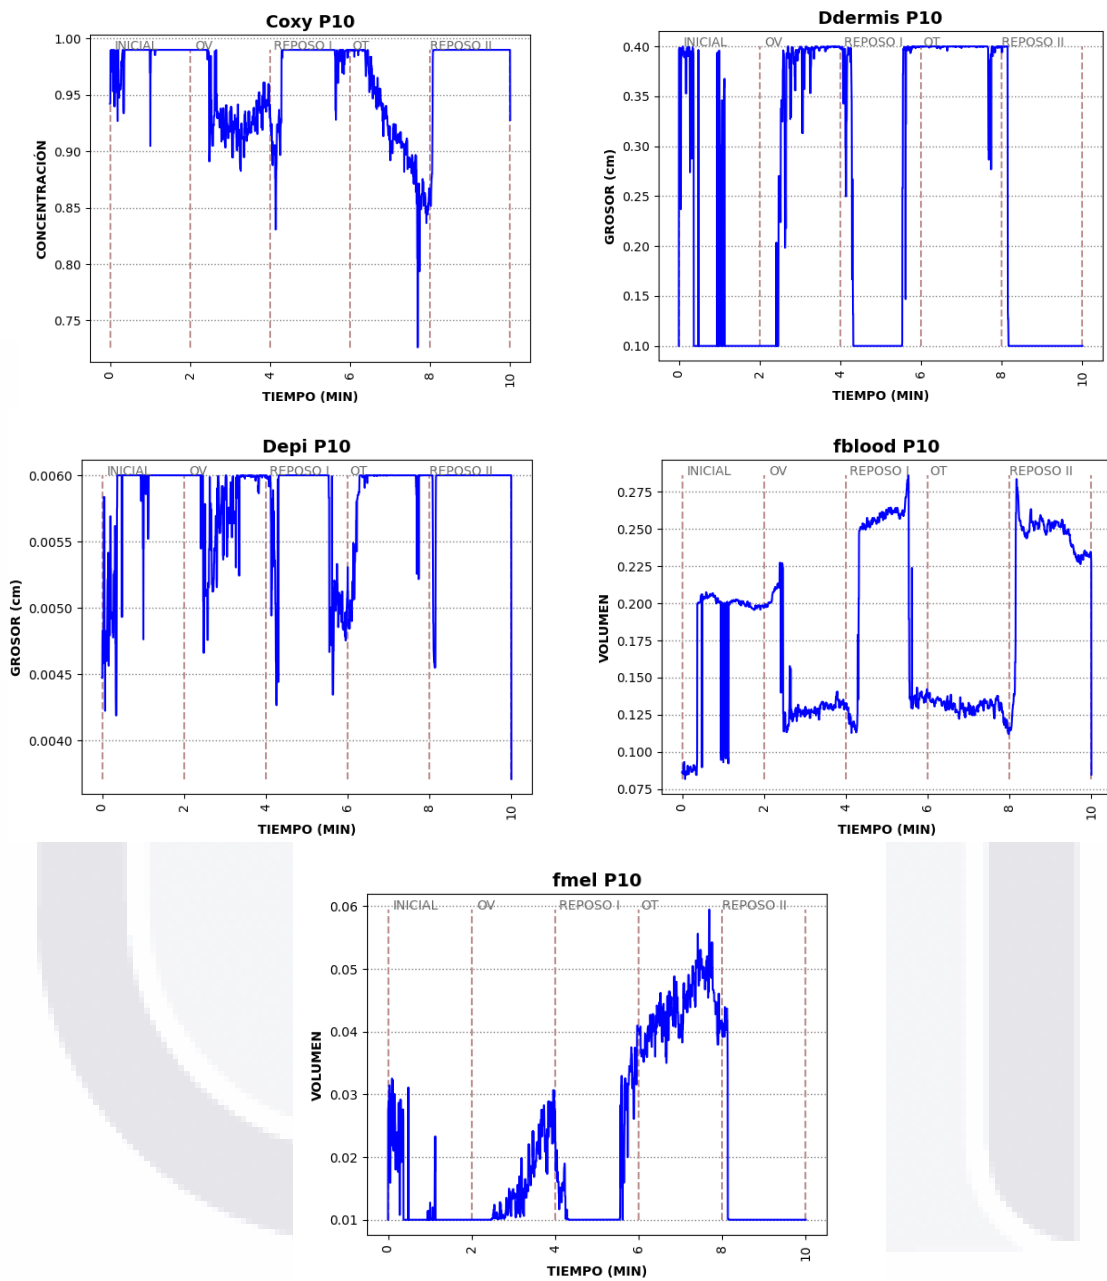 Coxy P10
INICIAL OV REPOSO I OT REPOSO II
1.00
0.95
0.90
0.85
0.80
0.75
CONCENTRACIÓN
0 2 4 6 8 10
TIEMPO (MIN)
Ddermis P10
INICIAL OV REPOSO I OT REPOSO II
0.40
0.35
0.30
0.25
0.20
0.15
0.10
GROSOR (cm)
0 2 4 6 8 10
TIEMPO (MIN)
Depi P10
INICIAL OV REPOSO I OT REPOSO II
0.0060
0.0055
0.0050
0.0045
0.0040
GROSOR (cm)
0 2 4 6 8 10
TIEMPO (MIN)
fblood P10
INICIAL OV REPOSO I OT REPOSO II
0.275
0.250
0.225
0.200
0.175
0.150
0.125
0.100
0.075
VOLUMEN
0 2 4 6 8 10
TIEMPO (MIN)
fmel P10
INICIAL OV REPOSO I OT REPOSO II
0.06
0.05
0.04
0.03
0.02
0.01
VOLUMEN
0 2 4 6 8 10
TIEMPO (MIN)